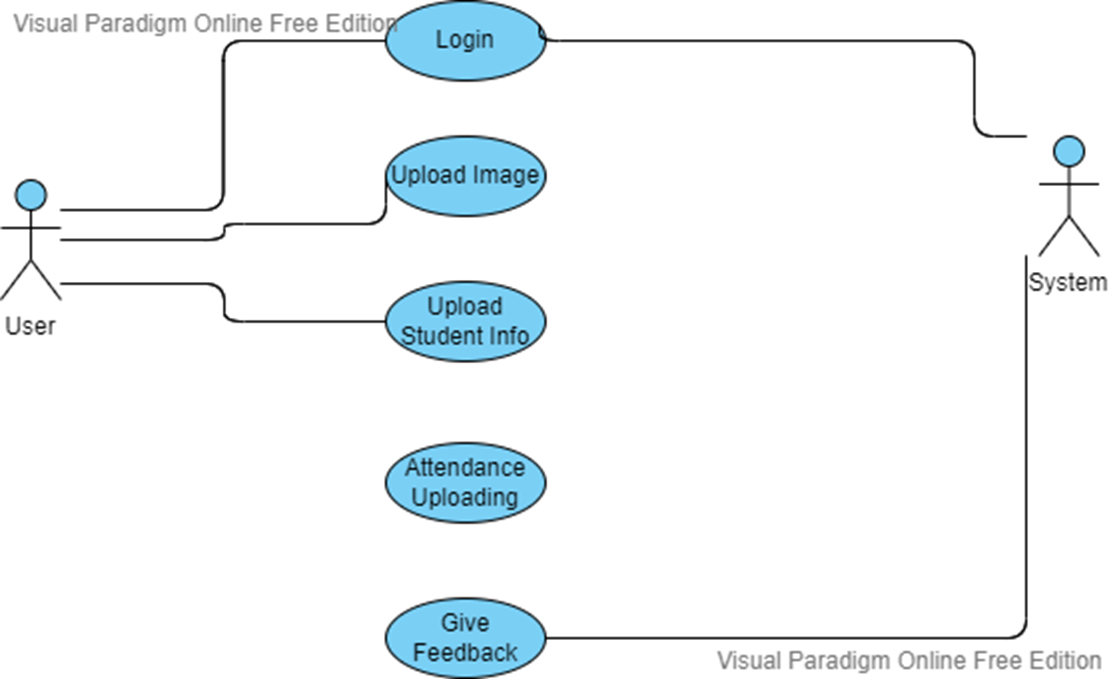 Visual Paradigm Online Free Edition
Login
Upload Image
User
System
Upload
Student Info
Attendance
Uploading
Give
Feedback
Visual Paradigm Online Free Edition